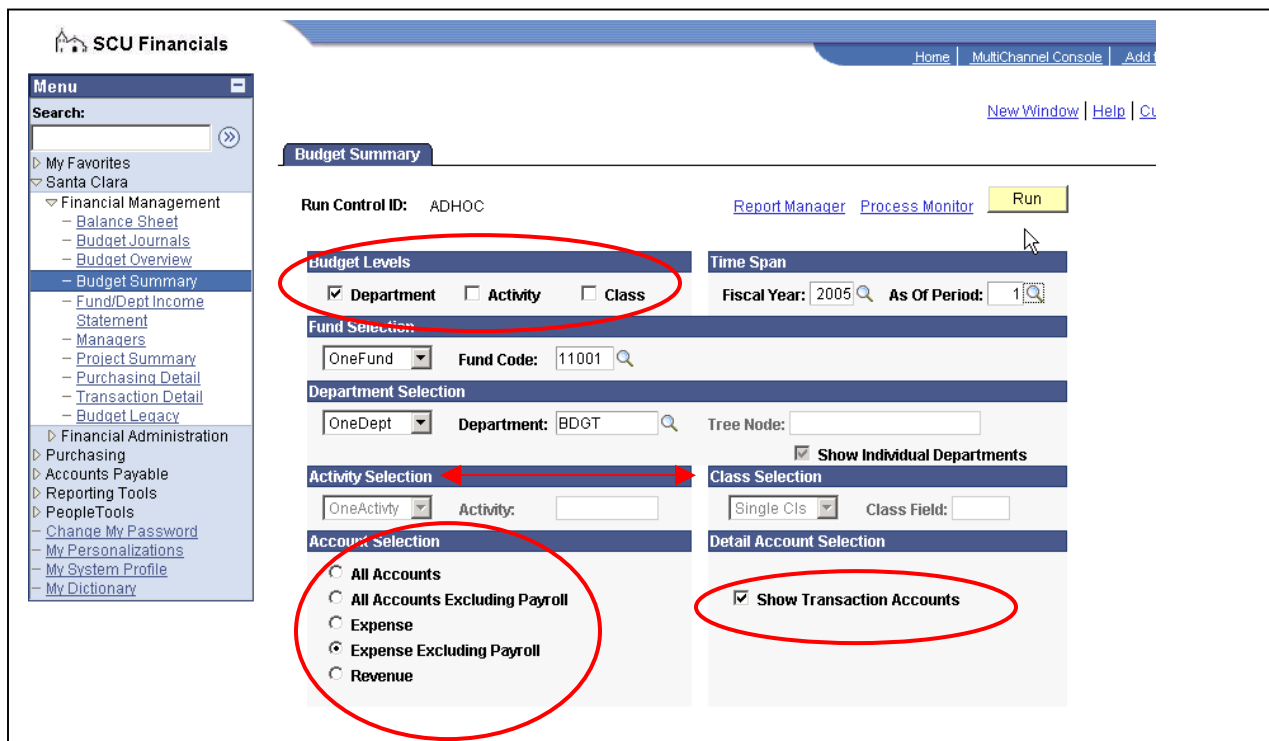 SCU Financials
Home MultiChannel Console Add
Menu
Search:
My Favorites
Santa Clara
Financial Management
Balance Sheet
Budget Journals
Budget Overview
Budget Summary
Fund/Dept Income
Statement
Managers
Project Summary
Purchasing Detail
Transaction Detail
Budget Legacy
Financial Administration
Purchasing
Accounts Payable
Reporting Tools
PeopleTools
Change My Password
My Personalizations
My System Profile
My Dictionary
New Window | Help | Cu
Budget Summary
Run Control ID: ADHOC Report Manager Process Monitor Run
Budget Levels Time Span
Department Activity Class Fiscal Year: 2005 As Of Period: 1
Fund Selection
OneFund Fund Code: 11001
Department Selection
OneDept Department: BDGT Tree Node:
Show Individual Departments
Activity Selection Class Selection
OneActivty Activity: Single Cls Class Field:
Account Selection Detail Account Selection
All Accounts
All Accounts Excluding Payroll Show Transaction Accounts
Expense
Expense Excluding Payroll
Revenue